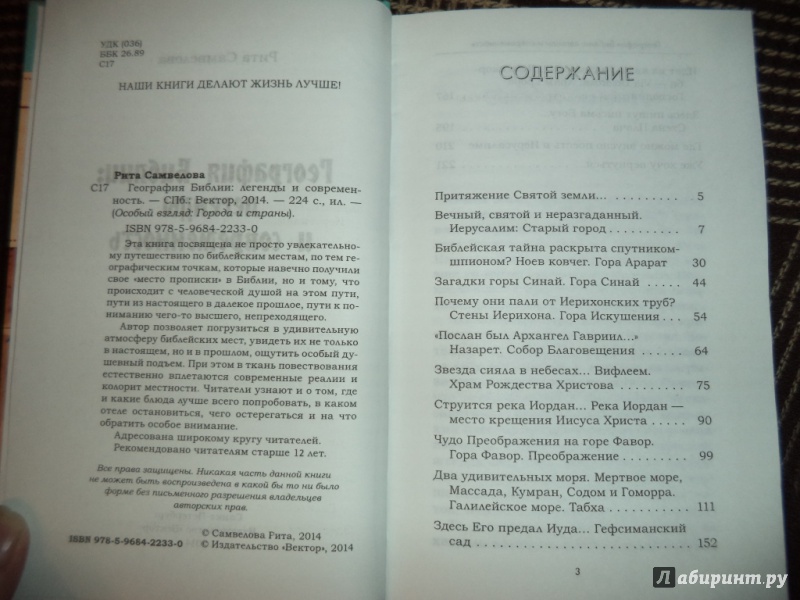 УДК (036)
ББК 26.89
С17
НАШИ КНИГИ ДЕЛАЮТ ЖИЗНЬ ЛУЧШЕ!
Рита Самвелова
С17 География Библии: легенды и современ-
ность. — СПб.: Вектор, 2014. — 224 с., ил. —
(Особый взгляд: Города и страны).
ISBN 978-5-9684-2233-0
Эта книга посвящена не просто увлекатель-
ному путешествию по библейским местам, по тем ге-
ографическим точкам, которые навечно получили
свое «место прописки» в Библии, но и тому, что
происходит с человеческой душой на этом пути,
пути из настоящего в далекое прошлое, пути к по-
ниманию чего-то высшего, непреходящего.
Автор позволяет погрузиться в удивительную
атмосферу библейских мест, увидеть их не только
в настоящем, но и в прошлом, ощутить особый ду-
шевный подъем. При этом в ткань повествования
естественно вплетаются современные реалии и
колорит местности. Читатели узнают и о том, где
и какие блюда лучше всего попробовать, в каком
отеле остановиться, чего остерегаться и на что
обратить особое внимание.
Адресована широкому кругу читателей.
Рекомендовано читателям старше 12 лет.
Все права защищены. Никакая часть данной книги
не может быть воспроизведена в какой бы то ни было
форме без письменного разрешения владельцев
авторских прав.
© Самвелова Рита, 2014
ISBN 978-5-9684-2233-0 © Издательство «Вектор», 2014
СОДЕРЖАНИЕ
Притяжение Святой земли... 5
Вечный, святой и неразгаданный.
Иерусалим: Старый город 7
Библейская тайна раскрыта спутником-
шпионом? Ноев ковчег. Гора Арарат 30
Загадки горы Синай. Гора Синай 44
Почему они пали от Иерихонских труб?
Стены Иерихона. Гора Искушения 54
«Послан был Архангел Гавриил...»
Назарет. Собор Благовещения 64
Звезда сияла в небесах... Вифлеем.
Храм Рождества Христова 75
Струится река Иордан... Река Иордан —
место крещения Иисуса Христа 90
Чудо Преображения на горе Фавор.
Гора Фавор. Преображение 99
Два удивительных моря. Мертвое море,
Массада, Кумран, Содом и Гоморра.
Галилейское море. Табха 111
Здесь Его предал Иуда... Гефсиманский
сад 152
3
Лабиринт.ру